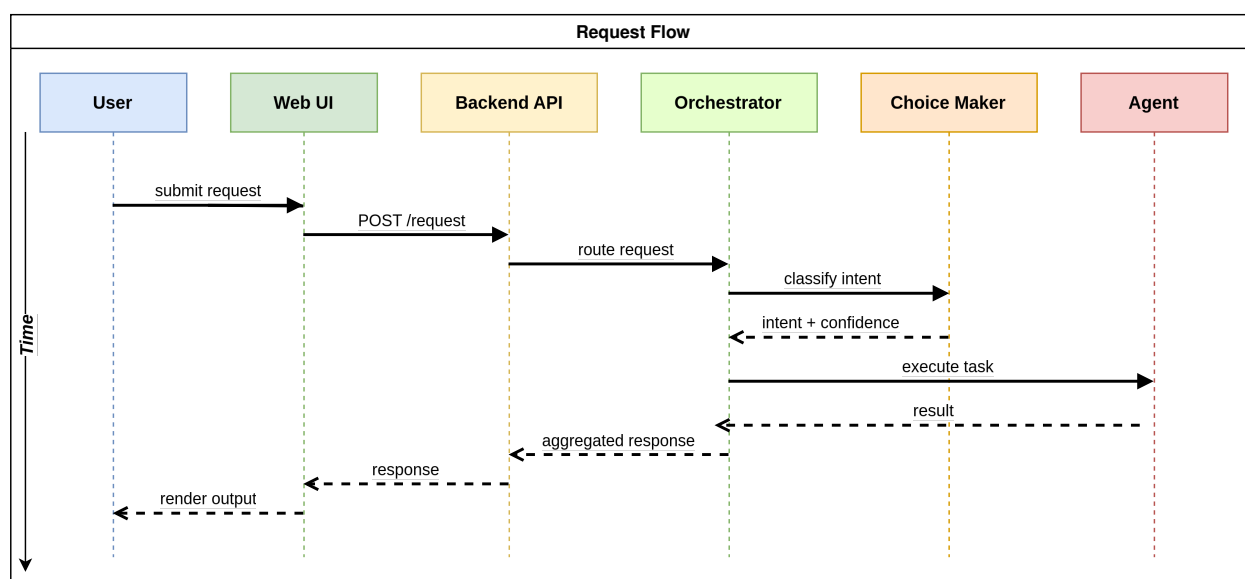 Request Flow
User
Web UI
Backend API
Orchestrator
Choice Maker
Agent
submit request
POST /request
route request
classify intent
intent + confidence
Time
execute task
result
aggregated response
response
render output